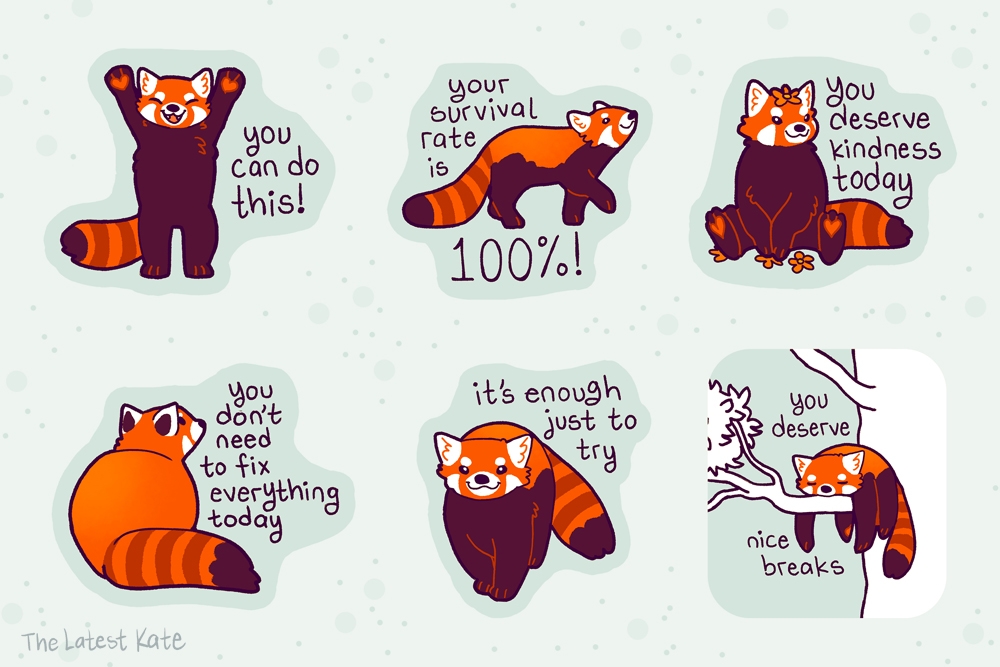 you
can do
this!
your
survival
rate
is
100%!
you
deserve
kindness
today
you
don't
need
to fix
everything
today
it's enough
just to
try
you
deserve
nice
breaks
The Latest Kate